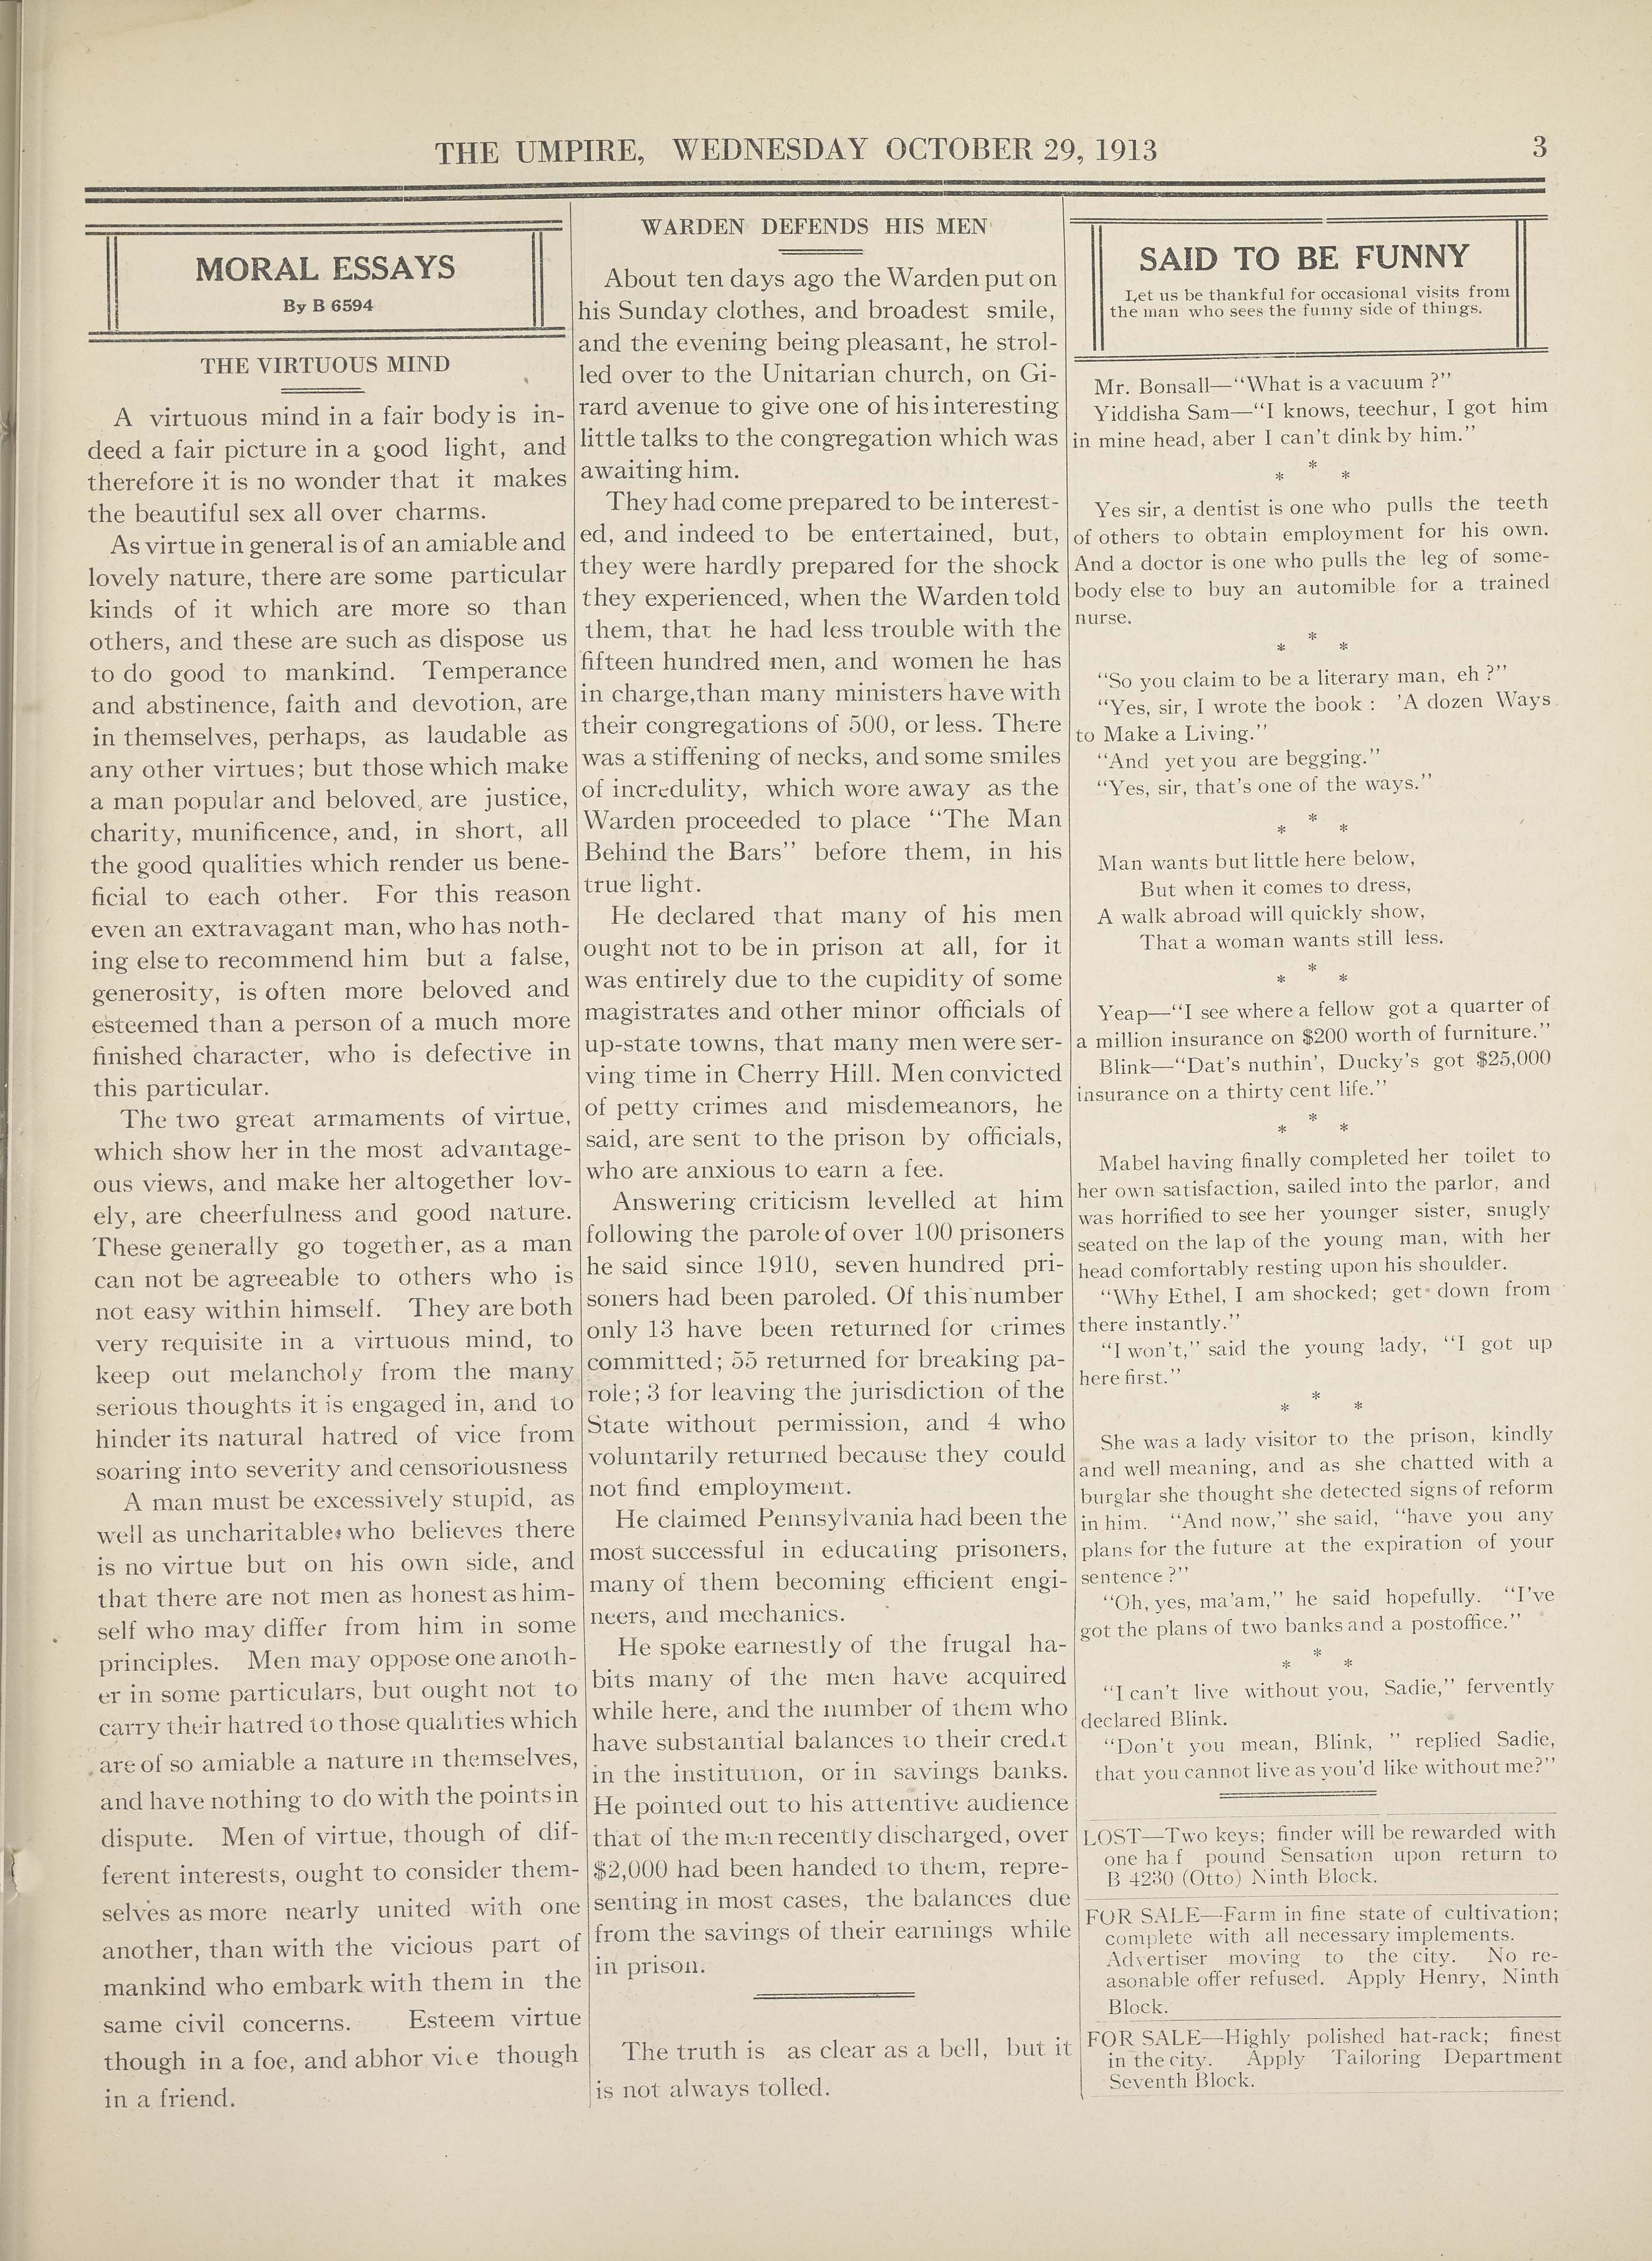 THE UMPIRE, WEDNESDAY OCTOBER 29, 1913
3
MORAL ESSAYS
By B 6594
THE VIRTUOUS MIND
A virtuous mind in a fair body is in-
deed a fair picture in a good light, and
therefore it is no wonder that it makes
the beautiful sex all over charms.
As virtue in general is of an amiable and
lovely nature, there are some particular
kinds of it which are more so than
others, and these are such as dispose us
to do good to mankind. Temperance
and abstinence, faith and devotion, are
in themselves, perhaps, as laudable as
any other virtues; but those which make
a man popular and beloved, are justice,
charity, munificence, and, in short, all
the good qualities which render us bene-
ficial to each other. For this reason
even an extravagant man, who has noth-
ing else to recommend him but a false,
generosity, is often more beloved and
esteemed than a person of a much more
finished character, who is defective in
this particular.
The two great armaments of virtue,
which show her in the most advantage-
ous views, and make her altogether lov-
ely, are cheerfulness and good nature.
These generally go together, as a man
can not be agreeable to others who is
not easy within himself. They are both
very requisite in a virtuous mind, to
keep out melancholy from the many
serious thoughts it is engaged in, and to
hinder its natural hatred of vice from
soaring into severity and censoriousness
A man must be excessively stupid, as
well as uncharitable, who believes there
is no virtue but on his own side, and
that there are not men as honest as him-
self who may differ from him in some
principles. Men may oppose one anoth-
er in some particulars, but ought not to
carry their hatred to those qualities which
are of so amiable a nature in themselves,
and have nothing to do with the points in
dispute. Men of virtue, though of dif-
ferent interests, ought to consider them-
selves as more nearly united with one
another, than with the vicious part of
mankind who embark with them in the
same civil concerns. Esteem virtue
though in a foe, and abhor vice though
in a friend.
WARDEN DEFENDS HIS MEN
About ten days ago the Warden put on
his Sunday clothes, and broadest smile,
and the evening being pleasant, he strol-
led over to the Unitarian church, on Gi-
rard avenue to give one of his interesting
little talks to the congregation which was
awaiting him.
They had come prepared to be interest-
ed, and indeed to be entertained, but,
they were hardly prepared for the shock
they experienced, when the Warden told
them, that he had less trouble with the
fifteen hundred men, and women he has
in charge,than many ministers have with
their congregations of 500, or less. There
was a stiffening of necks, and some smiles
of incredulity, which wore away as the
Warden proceeded to place "The Man
Behind the Bars" before them, in his
true light.
He declared that many of his men
ought not to be in prison at all, for it
was entirely due to the cupidity of some
magistrates and other minor officials of
up-state towns, that many men were ser-
ving time in Cherry Hill. Men convicted
of petty crimes and misdemeanors, he
said, are sent to the prison by officials,
who are anxious to earn a fee.
Answering criticism levelled at him
following the parole of over 100 prisoners
he said since 1910, seven hundred pri-
soners had been paroled. Of this number
only 13 have been returned for crimes
committed; 55 returned for breaking pa-
role; 3 for leaving the jurisdiction of the
State without permission, and 4 who
voluntarily returned because they could
not find employment.
He claimed Pennsylvania had been the
most successful in educating prisoners,
many of them becoming efficient engi-
neers, and mechanics.
He spoke earnestly of the frugal ha-
bits many of the men have acquired
while here, and the number of them who
have substantial balances to their credit
in the institution, or in savings banks.
He pointed out to his attentive audience
that of the men recently discharged, over
$2,000 had been handed to them, repre-
senting in most cases, the balances due
from the savings of their earnings while
in prison.
The truth is as clear as a bell, but it
is not always tolled.
SAID TO BE FUNNY
Let us be thankful for occasional visits from
the man who sees the funny side of things.
Mr. Bonsall—"What is a vacuum ?"
Yiddisha Sam—"I knows, teechur, I got him
in mine head, aber I can't dink by him."
* * *
Yes sir, a dentist is one who pulls the teeth
of others to obtain employment for his own.
And a doctor is one who pulls the leg of some-
body else to buy an automible for a trained
nurse.
* * *
"So you claim to be a literary man, eh ?"
"Yes, sir, I wrote the book : 'A dozen Ways
to Make a Living."
"And yet you are begging."
"Yes, sir, that's one of the ways."
* * *
Man wants but little here below,
But when it comes to dress,
A walk abroad will quickly show,
That a woman wants still less.
* * *
Yeap—"I see where a fellow got a quarter of
a million insurance on $200 worth of furniture."
Blink—"Dat's nuthin', Ducky's got $25,000
insurance on a thirty cent life."
* * *
Mabel having finally completed her toilet to
her own satisfaction, sailed into the parlor, and
was horrified to see her younger sister, snugly
seated on the lap of the young man, with her
head comfortably resting upon his shoulder.
"Why Ethel, I am shocked; get down from
there instantly."
"I won't," said the young lady, "I got up
here first."
* * *
She was a lady visitor to the prison, kindly
and well meaning, and as she chatted with a
burglar she thought she detected signs of reform
in him. "And now," she said, "have you any
plans for the future at the expiration of your
sentence ?"
"Oh, yes, ma'am," he said hopefully. "I've
got the plans of two banks and a postoffice."
* * *
"I can't live without you, Sadie," fervently
declared Blink.
"Don't you mean, Blink, " replied Sadie,
that you cannot live as you'd like without me?"
LOST—Two keys; finder will be rewarded with
one ha f pound Sensation upon return to
B 4230 (Otto) Ninth Block.
FOR SALE—Farm in fine state of cultivation;
complete with all necessary implements.
Advertiser moving to the city. No re-
asonable offer refused. Apply Henry, Ninth
Block.
FOR SALE—Highly polished hat-rack; finest
in the city. Apply Tailoring Department
Seventh Block.